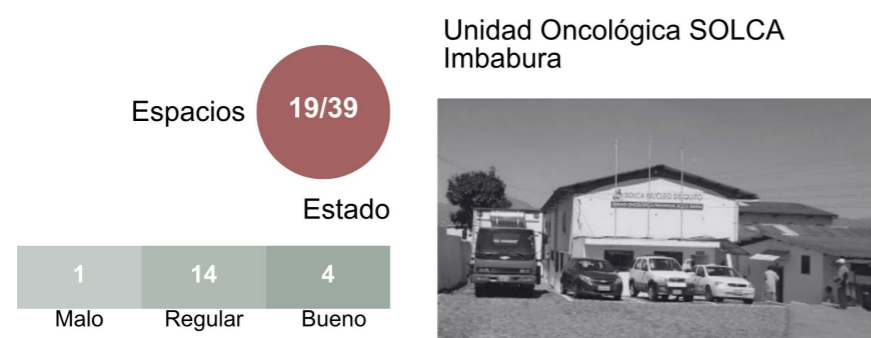 Unidad Oncológica SOLCA
Imbabura
Espacios
19/39
Estado
1
14
4
Malo
Regular
Bueno
SOLCA NUCLEO DE QUITO